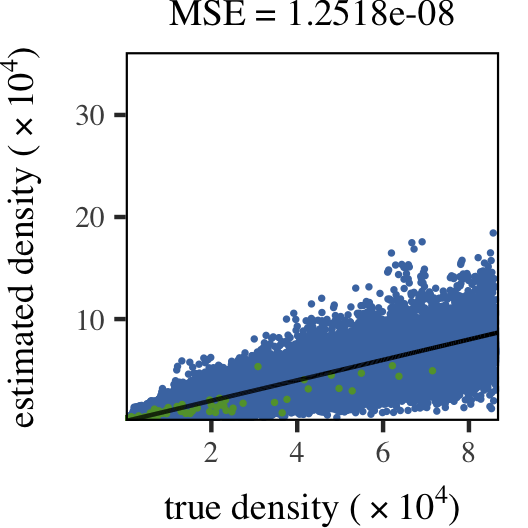 MSE = 1.2518e-08
estimated density ( × 10⁴)
30
20
10
2 4 6 8
true density ( × 10⁴)